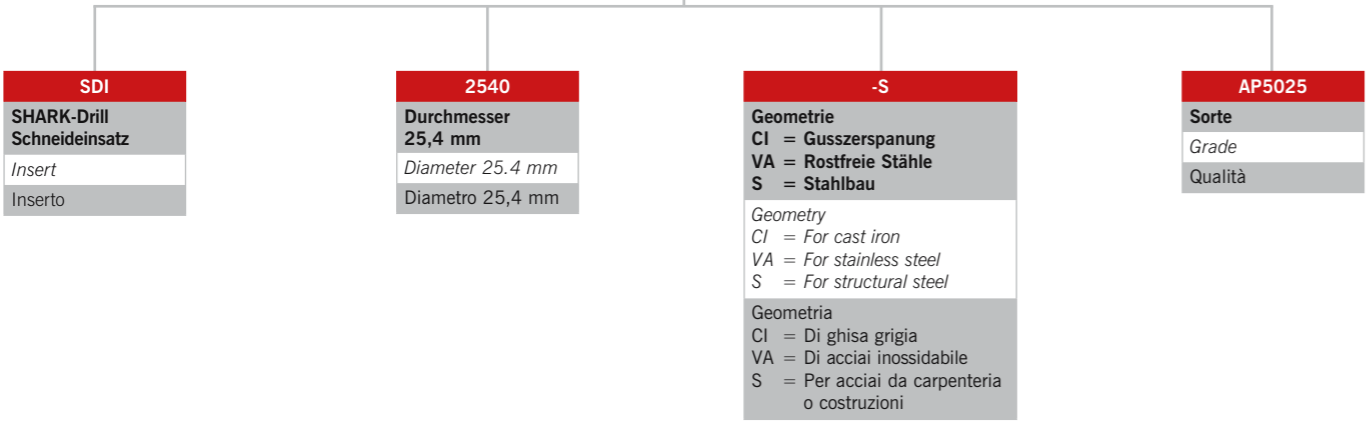 SDI
SHARK-Drill
Schneideinsatz
Insert
Inserto
2540
Durchmesser
25,4 mm
Diameter 25.4 mm
Diametro 25,4 mm
-S
Geometrie
CI = Gusszerspanung
VA = Rostfreie Stähle
S = Stahlbau
Geometry
CI = For cast iron
VA = For stainless steel
S = For structural steel
Geometria
CI = Di ghisa grigia
VA = Di acciai inossidabile
S = Per acciai da carpenteria
o costruzioni
AP5025
Sorte
Grade
Qualità